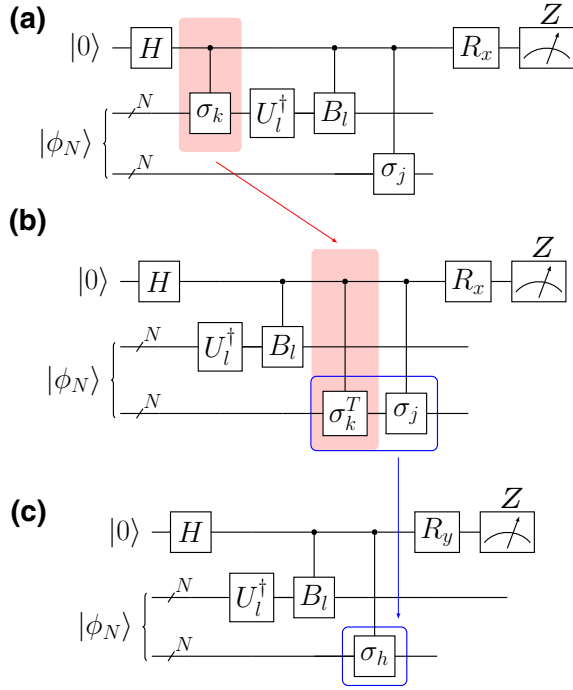 (a)
Z
|0⟩ H R_x
N
σ_k U_l^† B_l
|ϕ_N⟩
N
σ_j
(b)
Z
|0⟩ H R_x
N
U_l^† B_l
|ϕ_N⟩
N
σ_k^T σ_j
(c)
Z
|0⟩ H R_y
N
U_l^† B_l
|ϕ_N⟩
N
σ_h